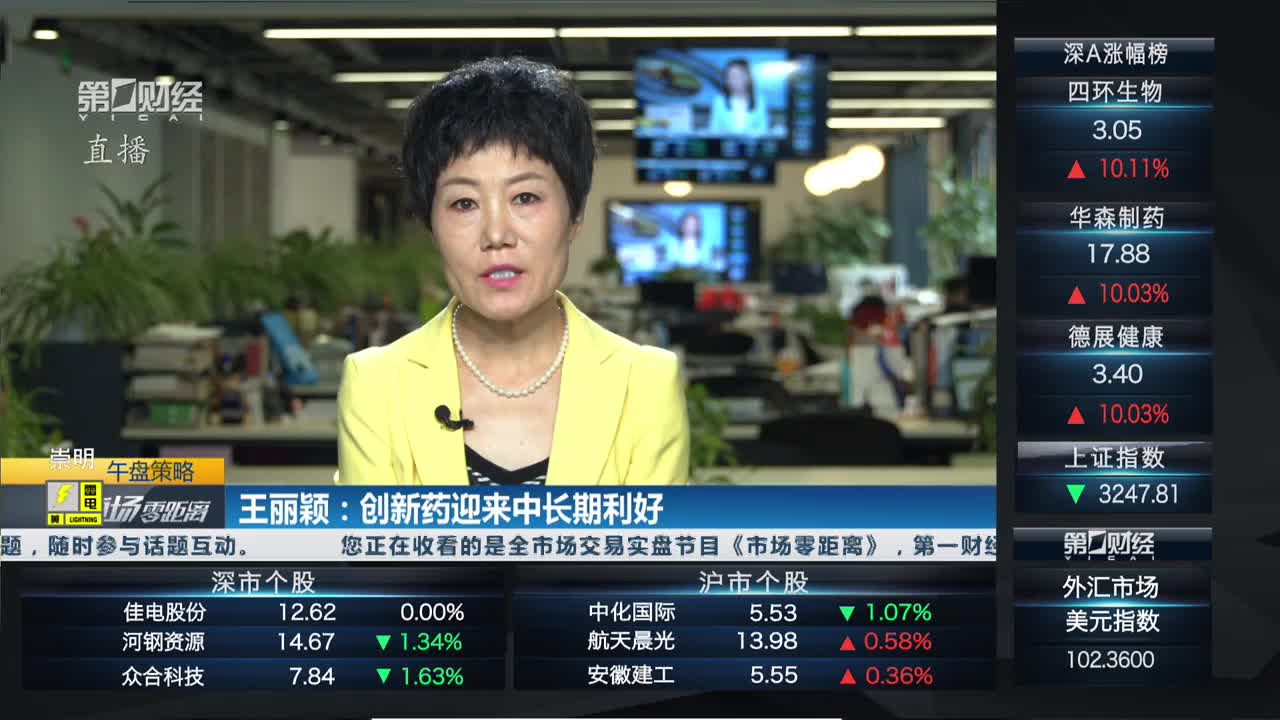 第一财经
YICAI
直播
崇明
午盘策略
黄
雷电
LIGHTNING
市场零距离
王丽颖：创新药迎来中长期利好
题，随时参与话题互动。 您正在收看的是全市场交易实盘节目《市场零距离》，第一财经
深市个股
佳电股份 12.62 0.00%
河钢资源 14.67 ▼ 1.34%
众合科技 7.84 ▼ 1.63%
沪市个股
中化国际 5.53 ▼ 1.07%
航天晨光 13.98 ▲ 0.58%
安徽建工 5.55 ▲ 0.36%
深A涨幅榜
四环生物
3.05
▲ 10.11%
华森制药
17.88
▲ 10.03%
德展健康
3.40
▲ 10.03%
上证指数
▼ 3247.81
第一财经
YICAI
外汇市场
美元指数
102.3600